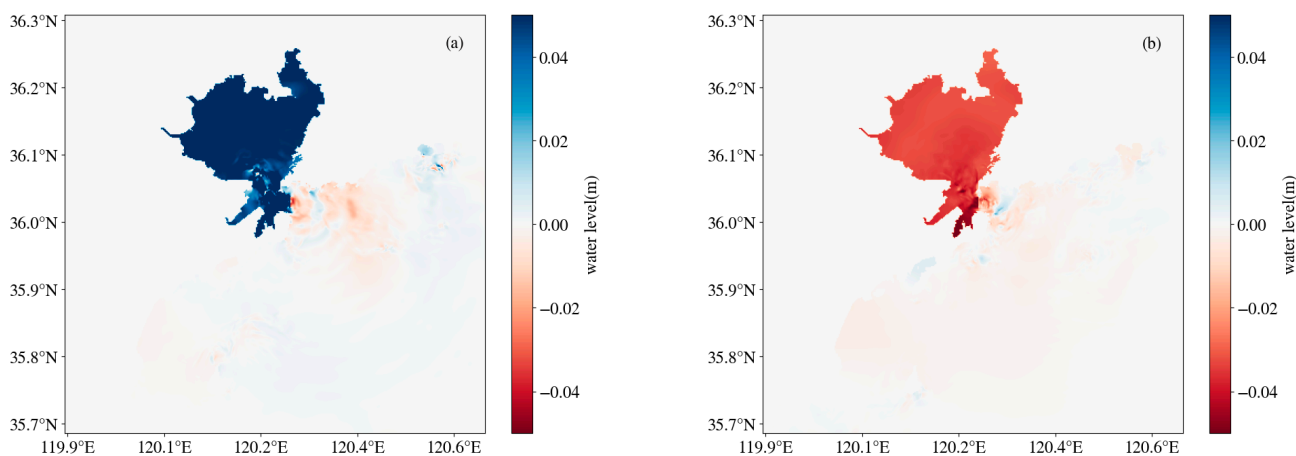 (a)
36.3°N
36.2°N
36.1°N
36.0°N
35.9°N
35.8°N
35.7°N
119.9°E
120.1°E
120.2°E
120.4°E
120.6°E
0.04
0.02
0.00
−0.02
−0.04
water level(m)
(b)
36.3°N
36.2°N
36.1°N
36.0°N
35.9°N
35.8°N
35.7°N
119.9°E
120.1°E
120.2°E
120.4°E
120.6°E
0.04
0.02
0.00
−0.02
−0.04
water level(m)